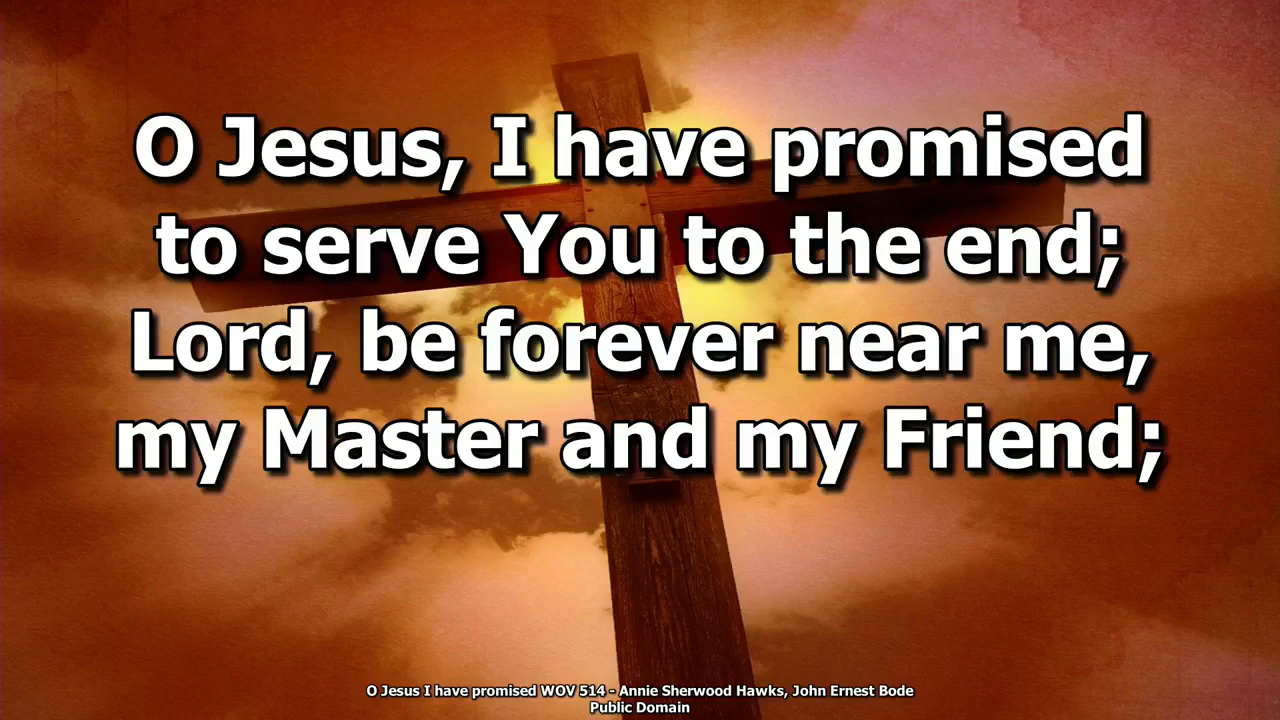 O Jesus, I have promised
to serve You to the end;
Lord, be forever near me,
my Master and my Friend;
O Jesus I have promised WOV 514 - Annie Sherwood Hawks, John Ernest Bode
Public Domain